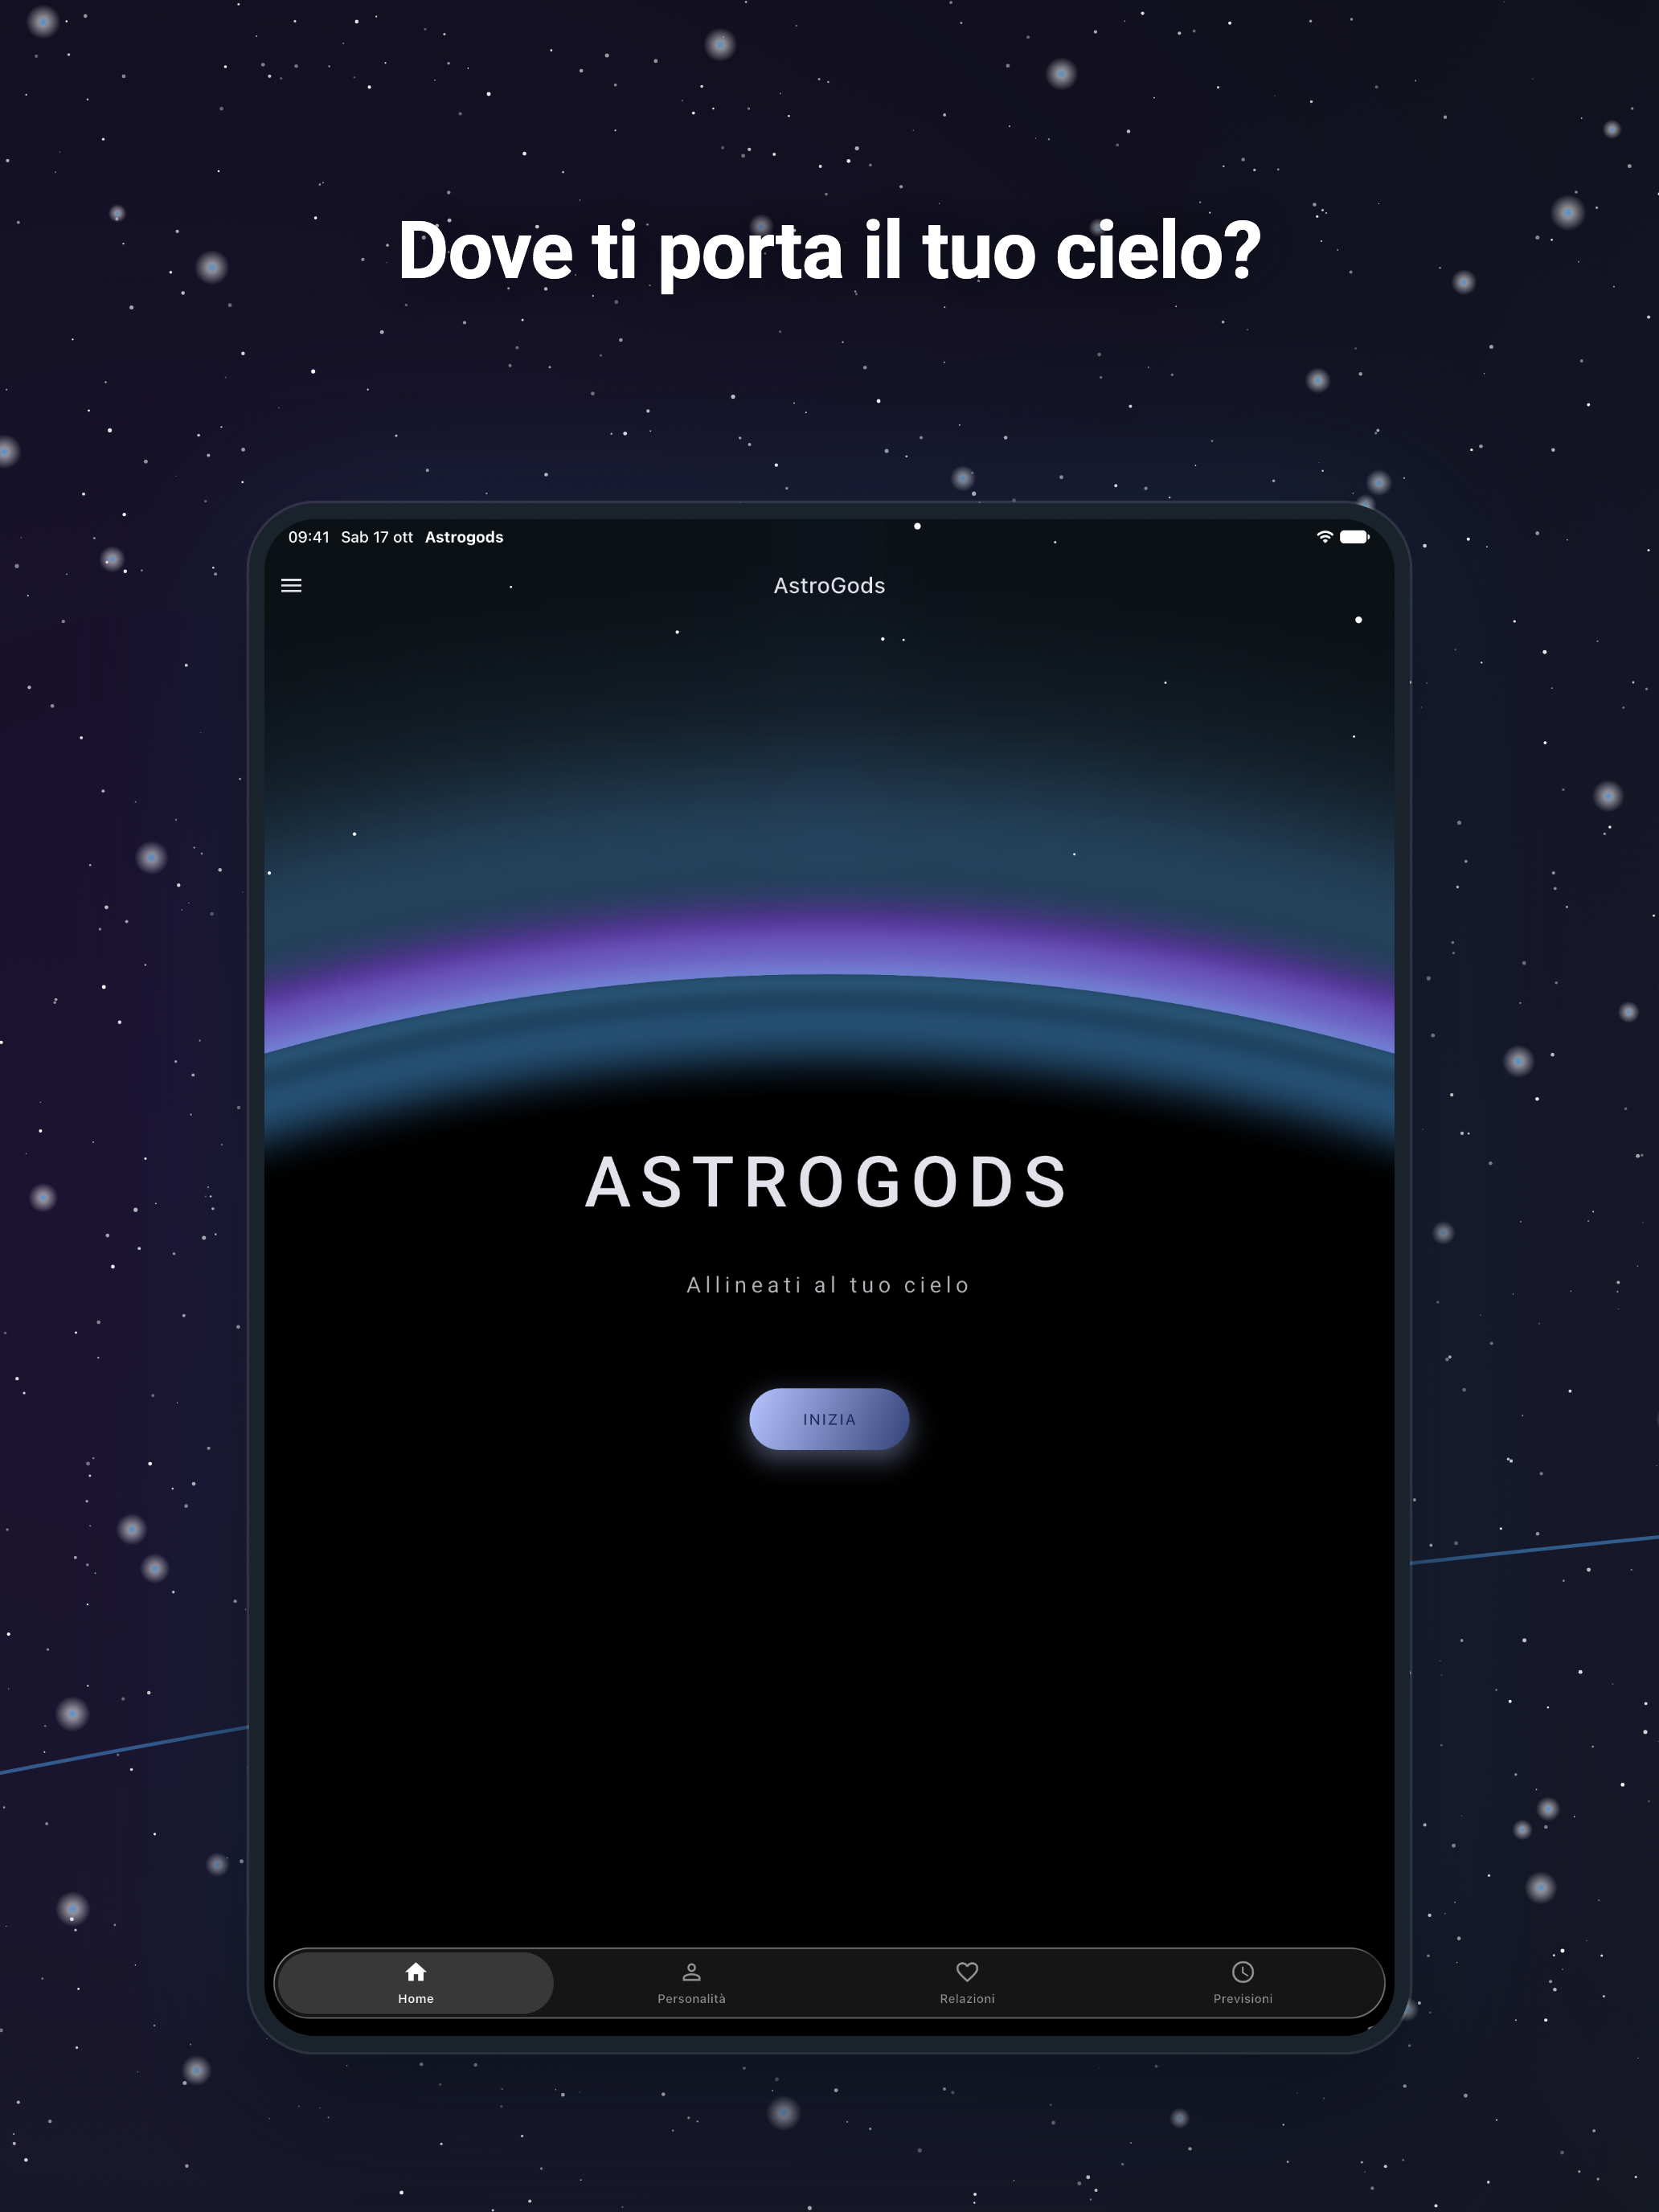 Dove ti porta il tuo cielo?
09:41 Sab 17 ott Astrogods
AstroGods
ASTROGODS
Allineati al tuo cielo
INIZIA
Home Personalità Relazioni Previsioni